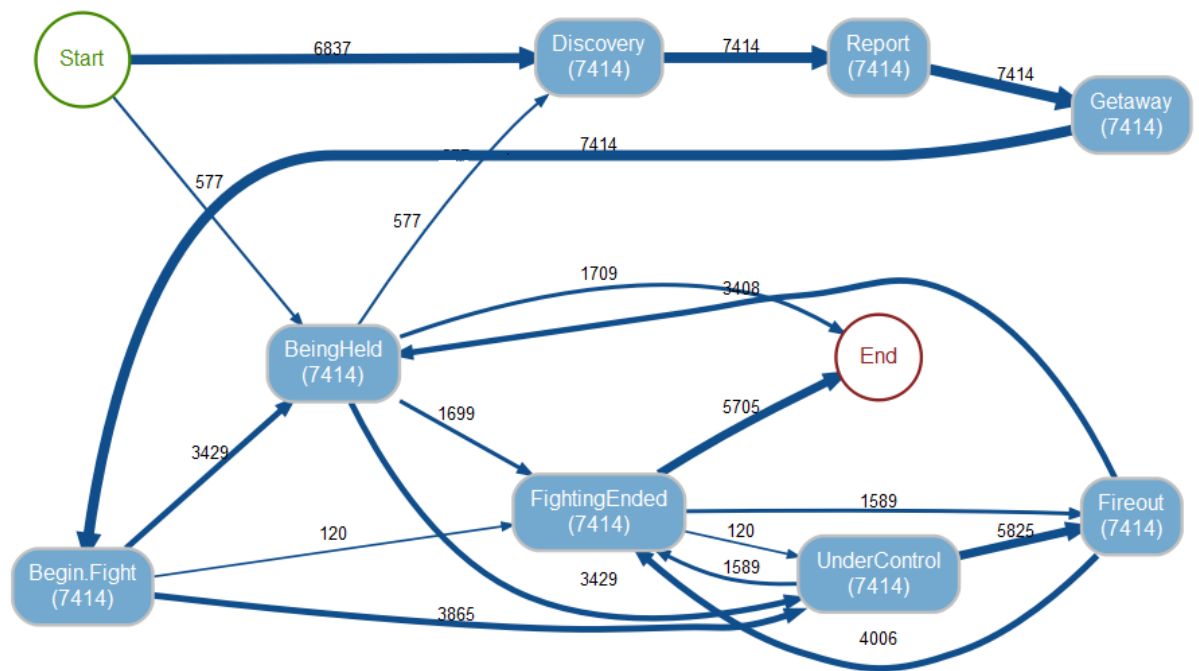 Start
6837
Discovery
(7414)
7414
Report
(7414)
7414
Getaway
(7414)
7414
577
577
1709
3408
BeingHeld
(7414)
End
1699
5705
3429
FightingEnded
(7414)
1589
Fireout
(7414)
120
120
5825
Begin.Fight
(7414)
1589
UnderControl
(7414)
3429
3865
4006